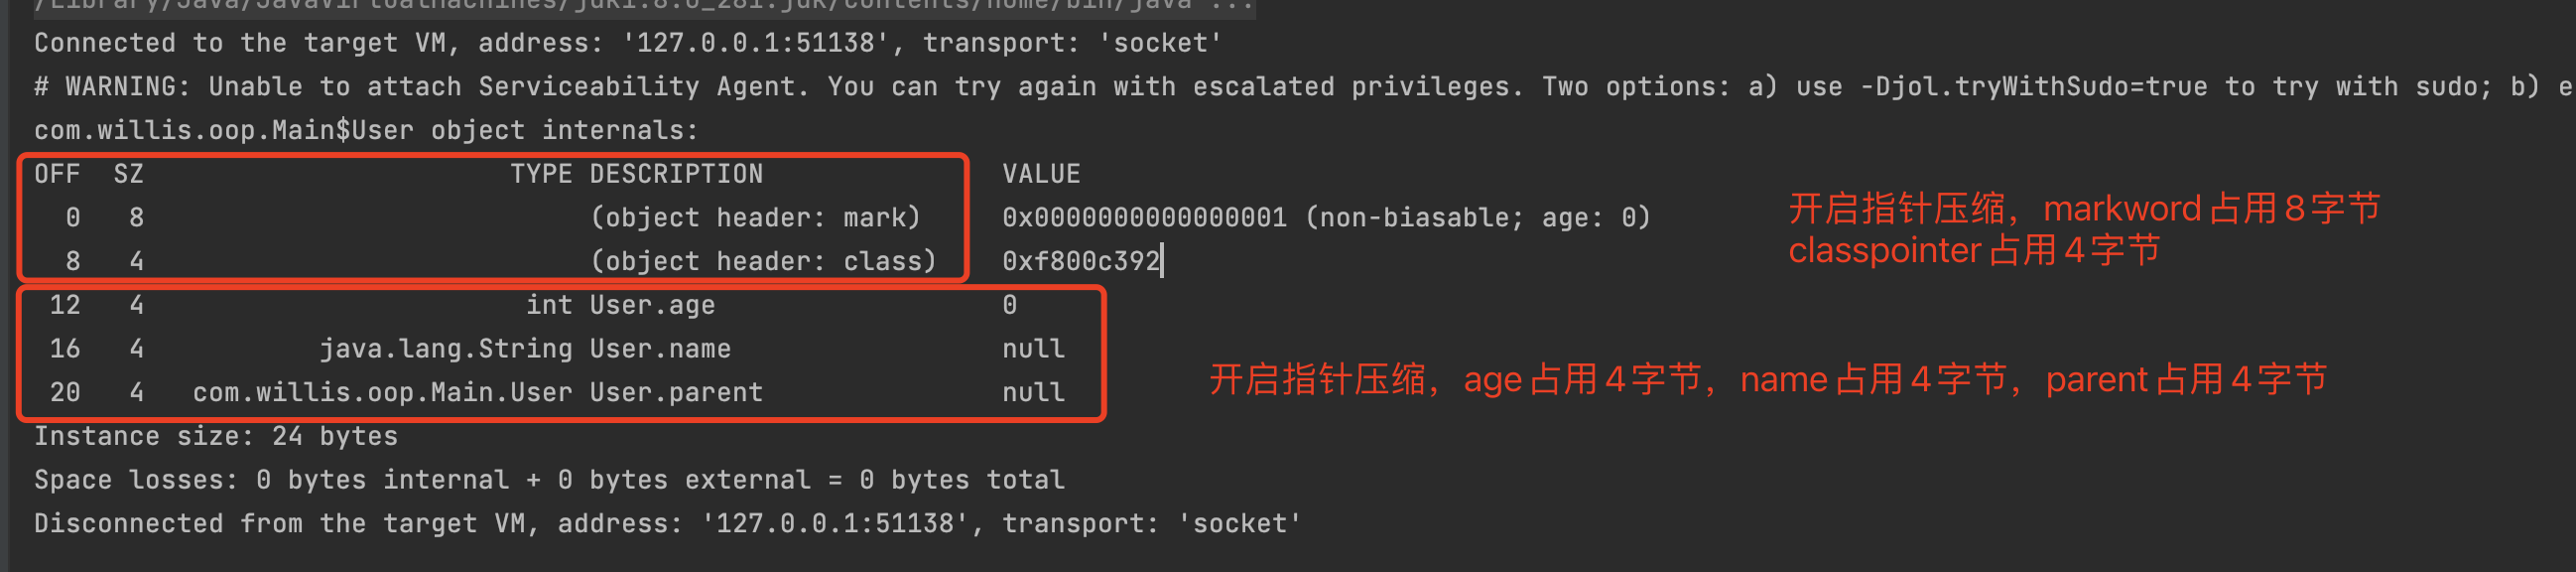 /Library/Java/JavaVirtualMachines/jdk1.8.0_281.jdk/Contents/Home/bin/java ...
Connected to the target VM, address: '127.0.0.1:51138', transport: 'socket'
# WARNING: Unable to attach Serviceability Agent. You can try again with escalated privileges. Two options: a) use -Djol.tryWithSudo=true to try with sudo; b) e
com.willis.oop.Main$User object internals:
OFF SZ TYPE DESCRIPTION VALUE
0 8 (object header: mark) 0x0000000000000001 (non-biasable; age: 0)
开启指针压缩，markword 占用 8 字节
8 4 (object header: class) 0xf800c392
classpointer 占用 4 字节
12 4 int User.age 0
16 4 java.lang.String User.name null
20 4 com.willis.oop.Main.User User.parent null
开启指针压缩，age 占用 4 字节，name 占用 4 字节，parent 占用 4 字节
Instance size: 24 bytes
Space losses: 0 bytes internal + 0 bytes external = 0 bytes total
Disconnected from the target VM, address: '127.0.0.1:51138', transport: 'socket'